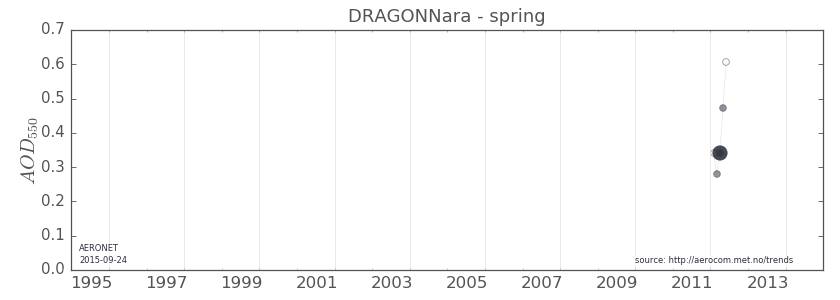 DRAGONNara - spring
0.7
0.6
0.5
0.4
0.3
0.2
0.1
0.0
AOD550
AERONET
2015-09-24
source: http://aerocom.met.no/trends
1995 1997 1999 2001 2003 2005 2007 2009 2011 2013